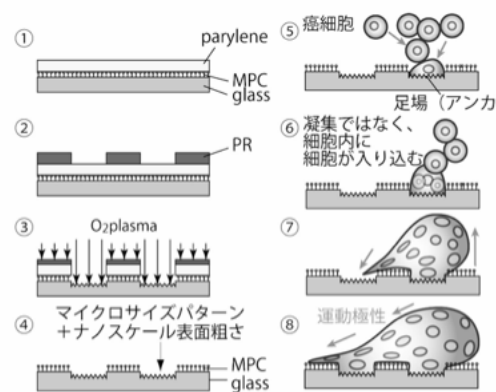 ①
parylene
MPC
glass
②
PR
③
O2plasma
マイクロサイズパターン
+ナノスケール表面粗さ
④
MPC
glass
⑤ 癌細胞
足場(アンカ
⑥
凝集ではなく、
細胞内に
細胞が入り込む
⑦
⑧
運動極性